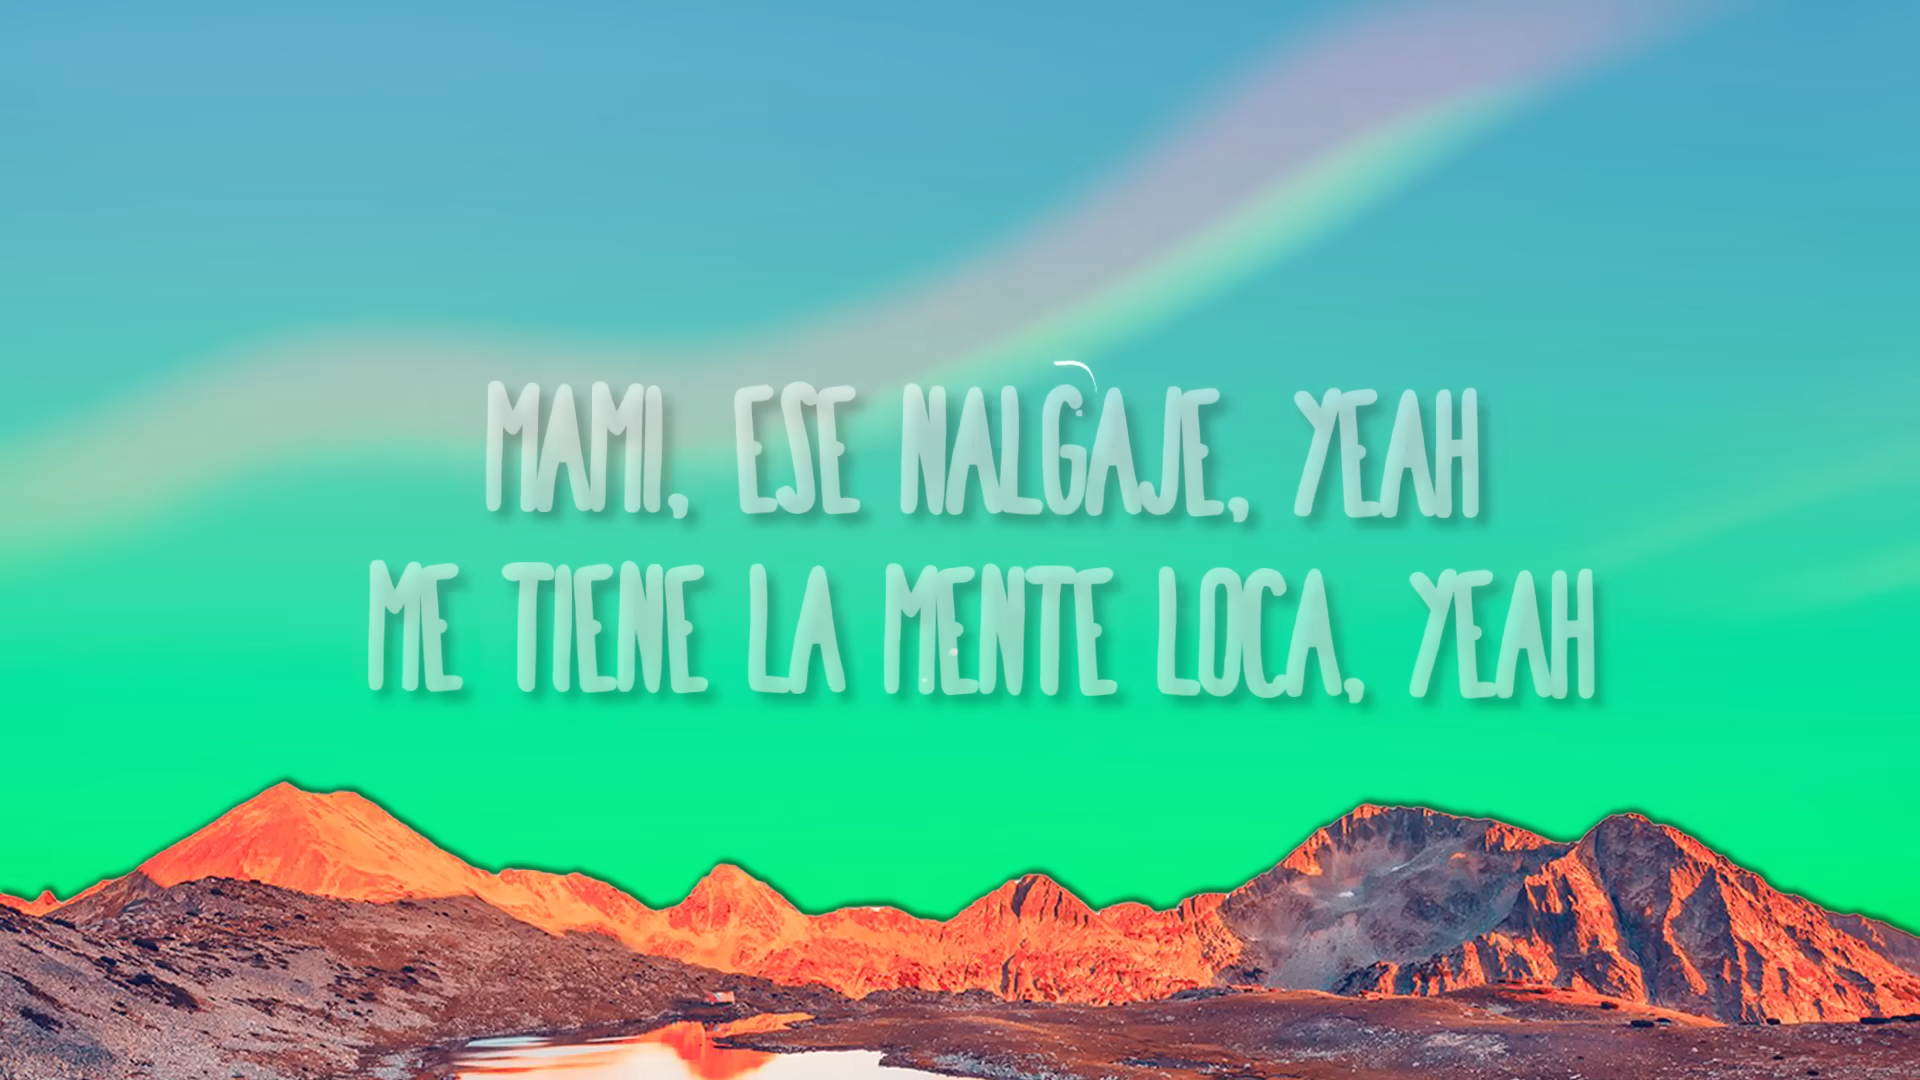 MAMI, ESE NALGAJE, YEAH
ME TIENE LA MENTE LOCA, YEAH